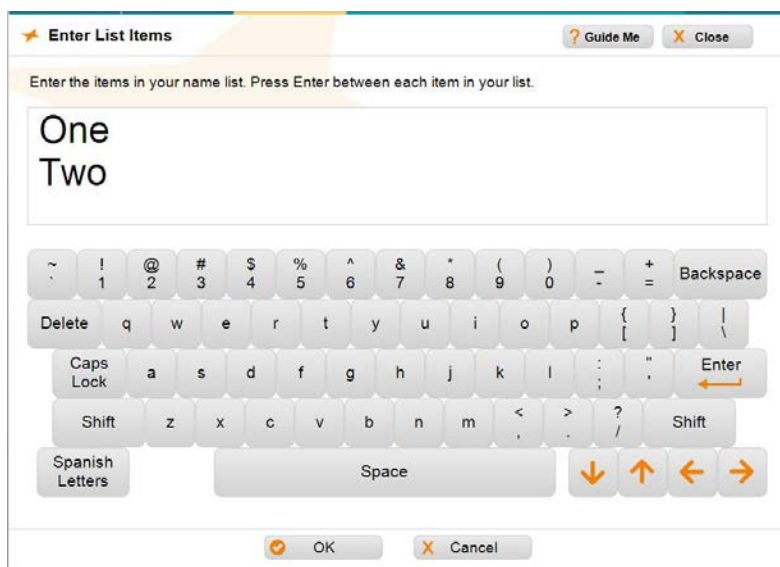 Enter List Items
? Guide Me
X Close
Enter the items in your name list. Press Enter between each item in your list.
One
Two
~ ! @ # $ % ^ & * ( ) _ + Backspace
` 1 2 3 4 5 6 7 8 9 0 - =
Delete q w e r t y u i o p { [ } ] | \
Caps Lock a s d f g h j k l : ; " ' Enter
Shift z x c v b n m < , > . ? / Shift
Spanish Letters Space
OK
X Cancel